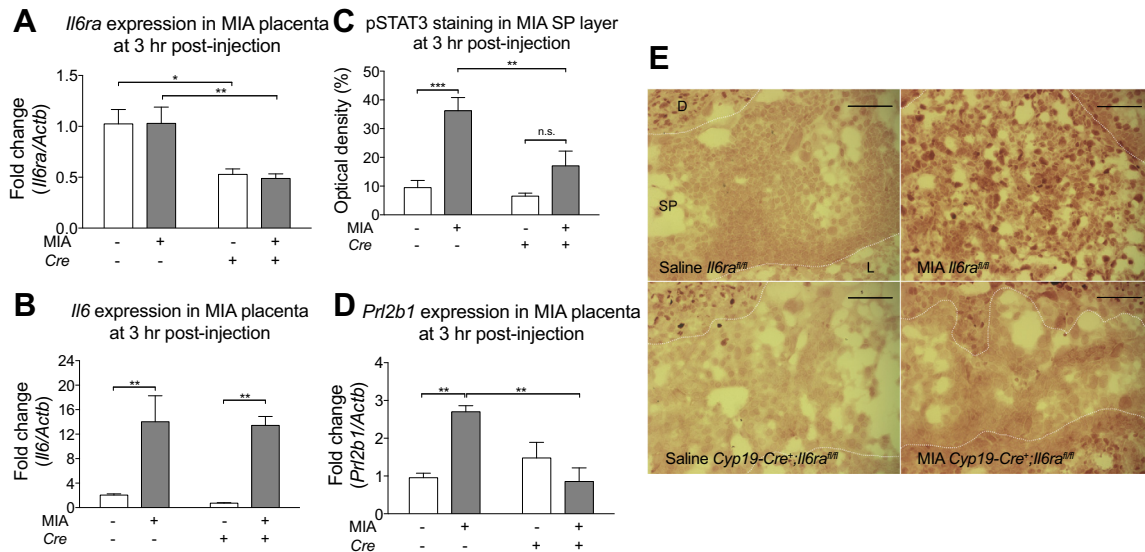 A
Il6ra expression in MIA placenta
at 3 hr post-injection
Fold change
(Il6ra/Actb)
1.5
1.0
0.5
0.0
*
**
MIA - + - +
Cre - - + +
B
Il6 expression in MIA placenta
at 3 hr post-injection
Fold change
(Il6/Actb)
24
20
16
12
8
4
0
**
**
MIA - + - +
Cre - - + +
C
pSTAT3 staining in MIA SP layer
at 3 hr post-injection
Optical density (%)
50
40
30
20
10
0
***
**
n.s.
MIA - + - +
Cre - - + +
D
Prl2b1 expression in MIA placenta
at 3 hr post-injection
Fold change
(Prl2b1/Actb)
4
3
2
1
0
**
**
MIA - + - +
Cre - - + +
E
D
SP
L
Saline Il6ra^fl/fl
MIA Il6ra^fl/fl
Saline Cyp19-Cre⁺;Il6ra^fl/fl
MIA Cyp19-Cre⁺;Il6ra^fl/fl